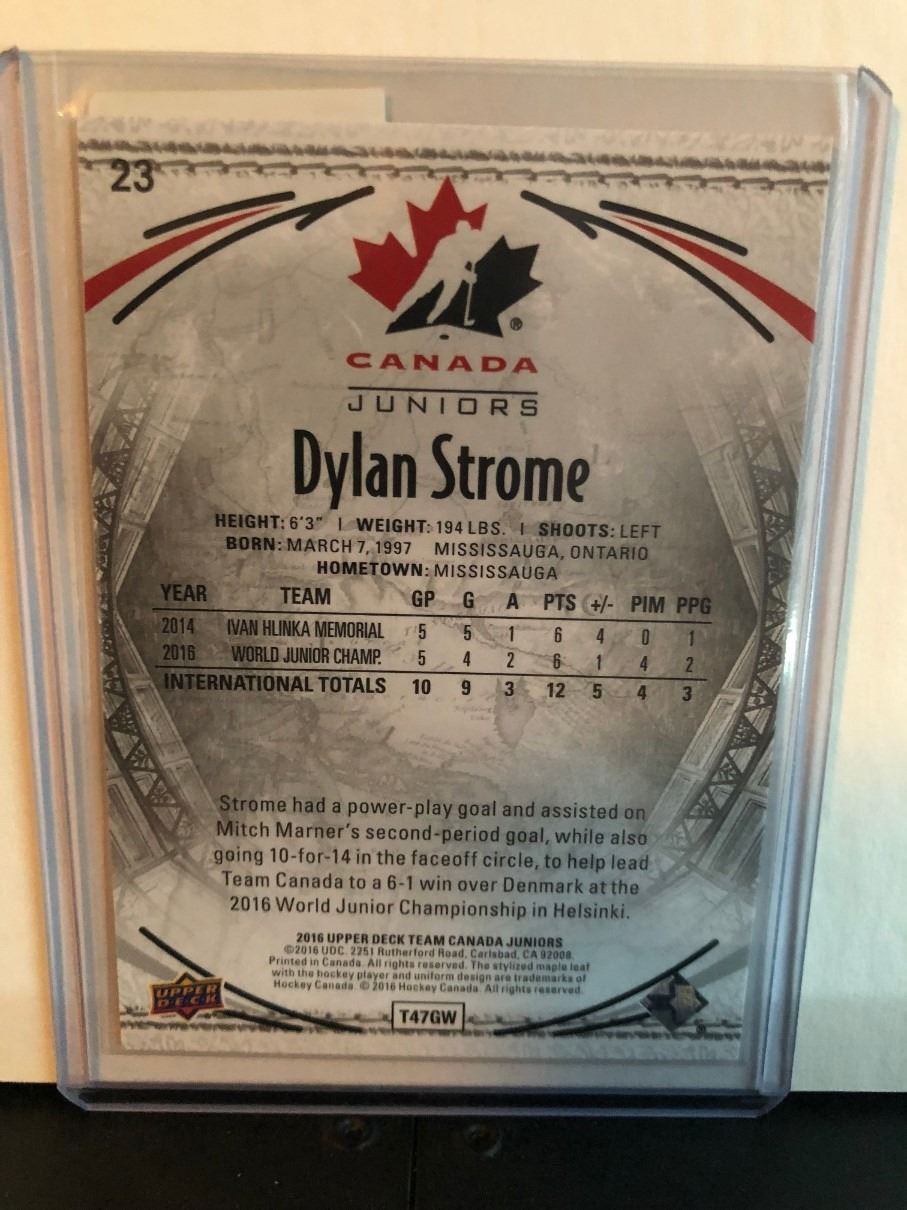 23
®
CANADA
JUNIORS
Dylan Strome
HEIGHT: 6'3" | WEIGHT: 194 LBS. | SHOOTS: LEFT
BORN: MARCH 7, 1997 MISSISSAUGA, ONTARIO
HOMETOWN: MISSISSAUGA
YEAR TEAM GP G A PTS +/- PIM PPG
2014 IVAN HLINKA MEMORIAL 5 5 1 6 4 0 1
2016 WORLD JUNIOR CHAMP. 5 4 2 6 1 4 2
INTERNATIONAL TOTALS 10 9 3 12 5 4 3
Strome had a power-play goal and assisted on
Mitch Marner's second-period goal, while also
going 10-for-14 in the faceoff circle, to help lead
Team Canada to a 6-1 win over Denmark at the
2016 World Junior Championship in Helsinki.
2016 UPPER DECK TEAM CANADA JUNIORS
©2016 UDC. 2251 Rutherford Road, Carlsbad, CA 92008.
Printed in Canada. All rights reserved. The stylized maple leaf
with the hockey player and uniform design are trademarks of
Hockey Canada. © 2016 Hockey Canada. All rights reserved.
UPPER
DECK
T47GW